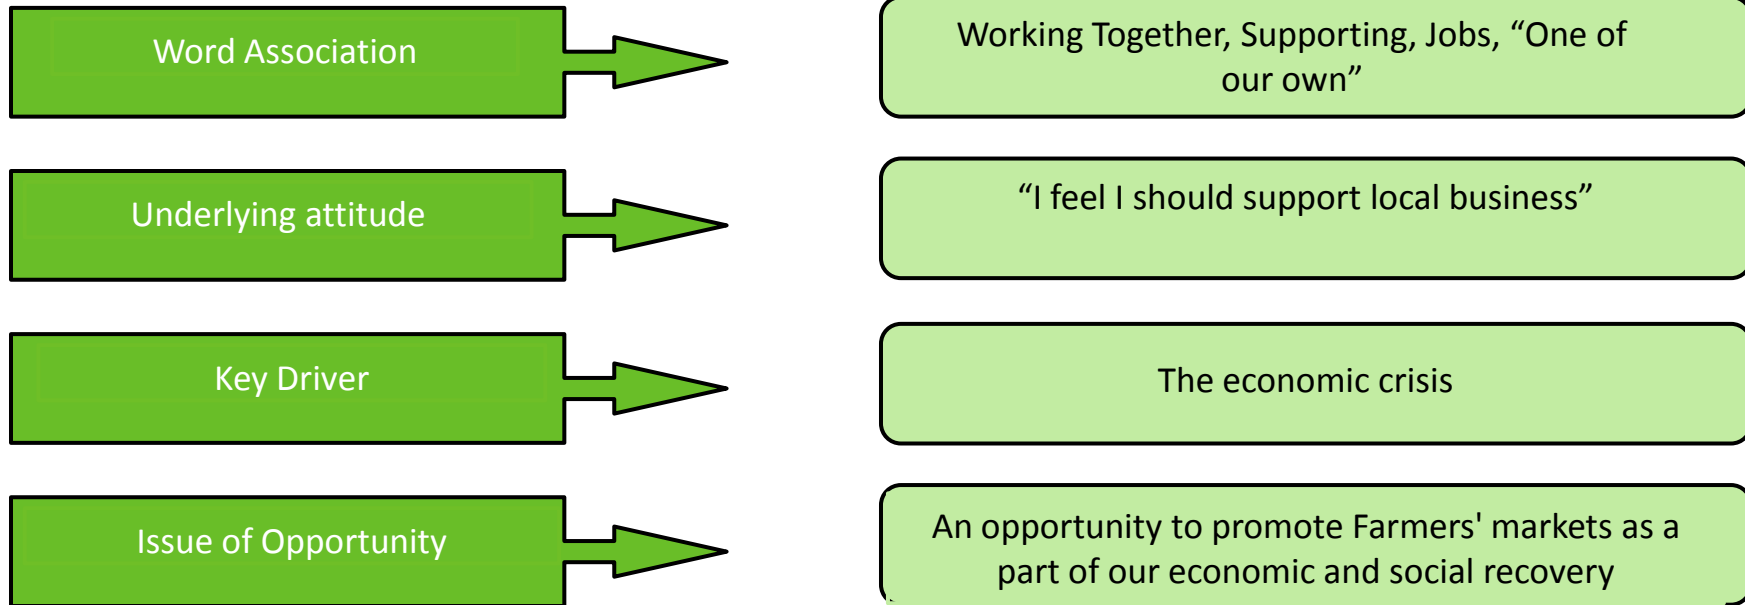 Word Association
Working Together, Supporting, Jobs, “One of
our own”
Underlying attitude
“I feel I should support local business”
Key Driver
The economic crisis
Issue of Opportunity
An opportunity to promote Farmers' markets as a
part of our economic and social recovery